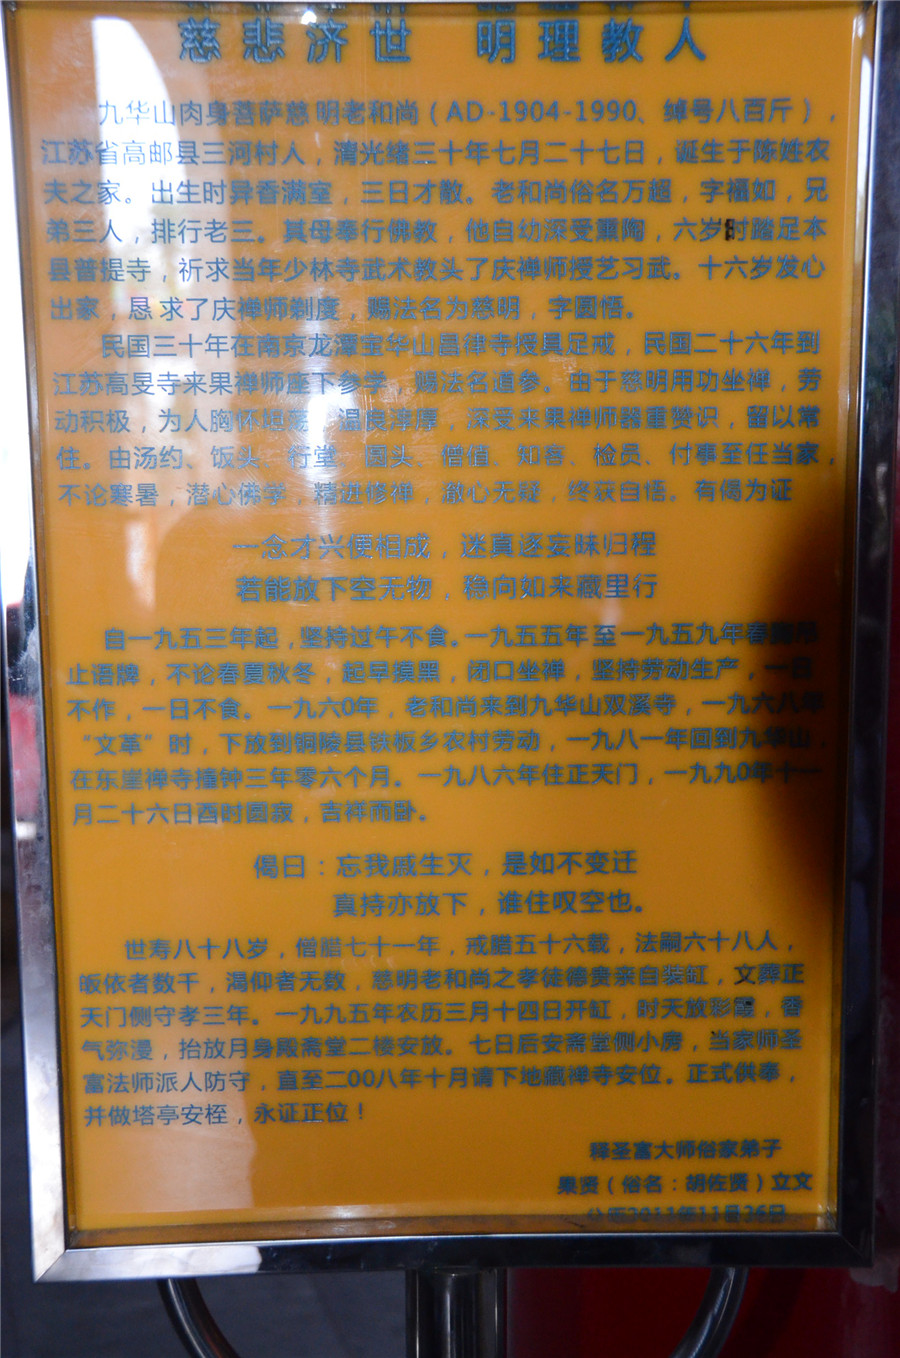 慈悲济世 明理教人
九华山肉身菩萨慈明老和尚（AD-1904-1990、绰号八百斤），
江苏省高邮县三河村人，清光绪三十年七月二十七日，诞生于陈姓农
夫之家。出生时异香满室，三日才散。老和尚俗名万超，字福如，兄
弟三人，排行老三。其母奉行佛教，他自幼深受熏陶，六岁时踏足本
县普提寺，祈求当年少林寺武术教头了庆禅师授艺习武。十六岁发心
出家，恳求了庆禅师剃度，赐法名为慈明，字圆悟。
民国三十年在南京龙潭宝华山昌禅寺授具足戒，民国二十六年到
江苏高旻寺来果禅师座下参学，赐法名道参。由于慈明用功坐禅，劳
动积极，为人胸怀坦荡，温良淳厚，深受来果禅师器重赞识，留以常
住。由汤约、饭头、行堂、园头、僧值、知客、检员、付事至任当家，
不论寒暑，潜心佛学，精进修禅，澈心无疑，终获自悟。有偈为证
一念才兴便相成，迷真逐妄昧归程
若能放下空无物，稳向如来藏里行
自一九五三年起，坚持过午不食。一九五五年至一九五九年春胸吊
止语牌，不论春夏秋冬，起早摸黑，闭口坐禅，坚持劳动生产，一日
不作，一日不食。一九六0年，老和尚来到九华山双溪寺，一九六八年
“文革”时，下放到铜陵县铁板乡农村劳动，一九八一年回到九华山，
在东崖禅寺撞钟三年零六个月。一九八六年住正天门，一九九0年十一
月二十六日酉时圆寂，吉祥而卧。
偈曰：忘我戚生灭，是如不变迁
真持亦放下，谁住叹空也。
世寿八十八岁，僧腊七十一年，戒腊五十六载，法嗣六十八人，
皈依者数千，渴仰者无数，慈明老和尚之孝徒德贵亲自装缸，文葬正
天门侧守孝三年。一九九五年农历三月十四日开缸，时天放彩霞，香
气弥漫，抬放月身殿斋堂二楼安放。七日后安斋堂侧小房，当家师圣
富法师派人防守，直至二00八年十月请下地藏禅寺安位。正式供奉，
并做塔亭安桎，永证正位！
释圣富大师俗家弟子
果贤（俗名：胡佐贤）立文
公历2011年11月26日